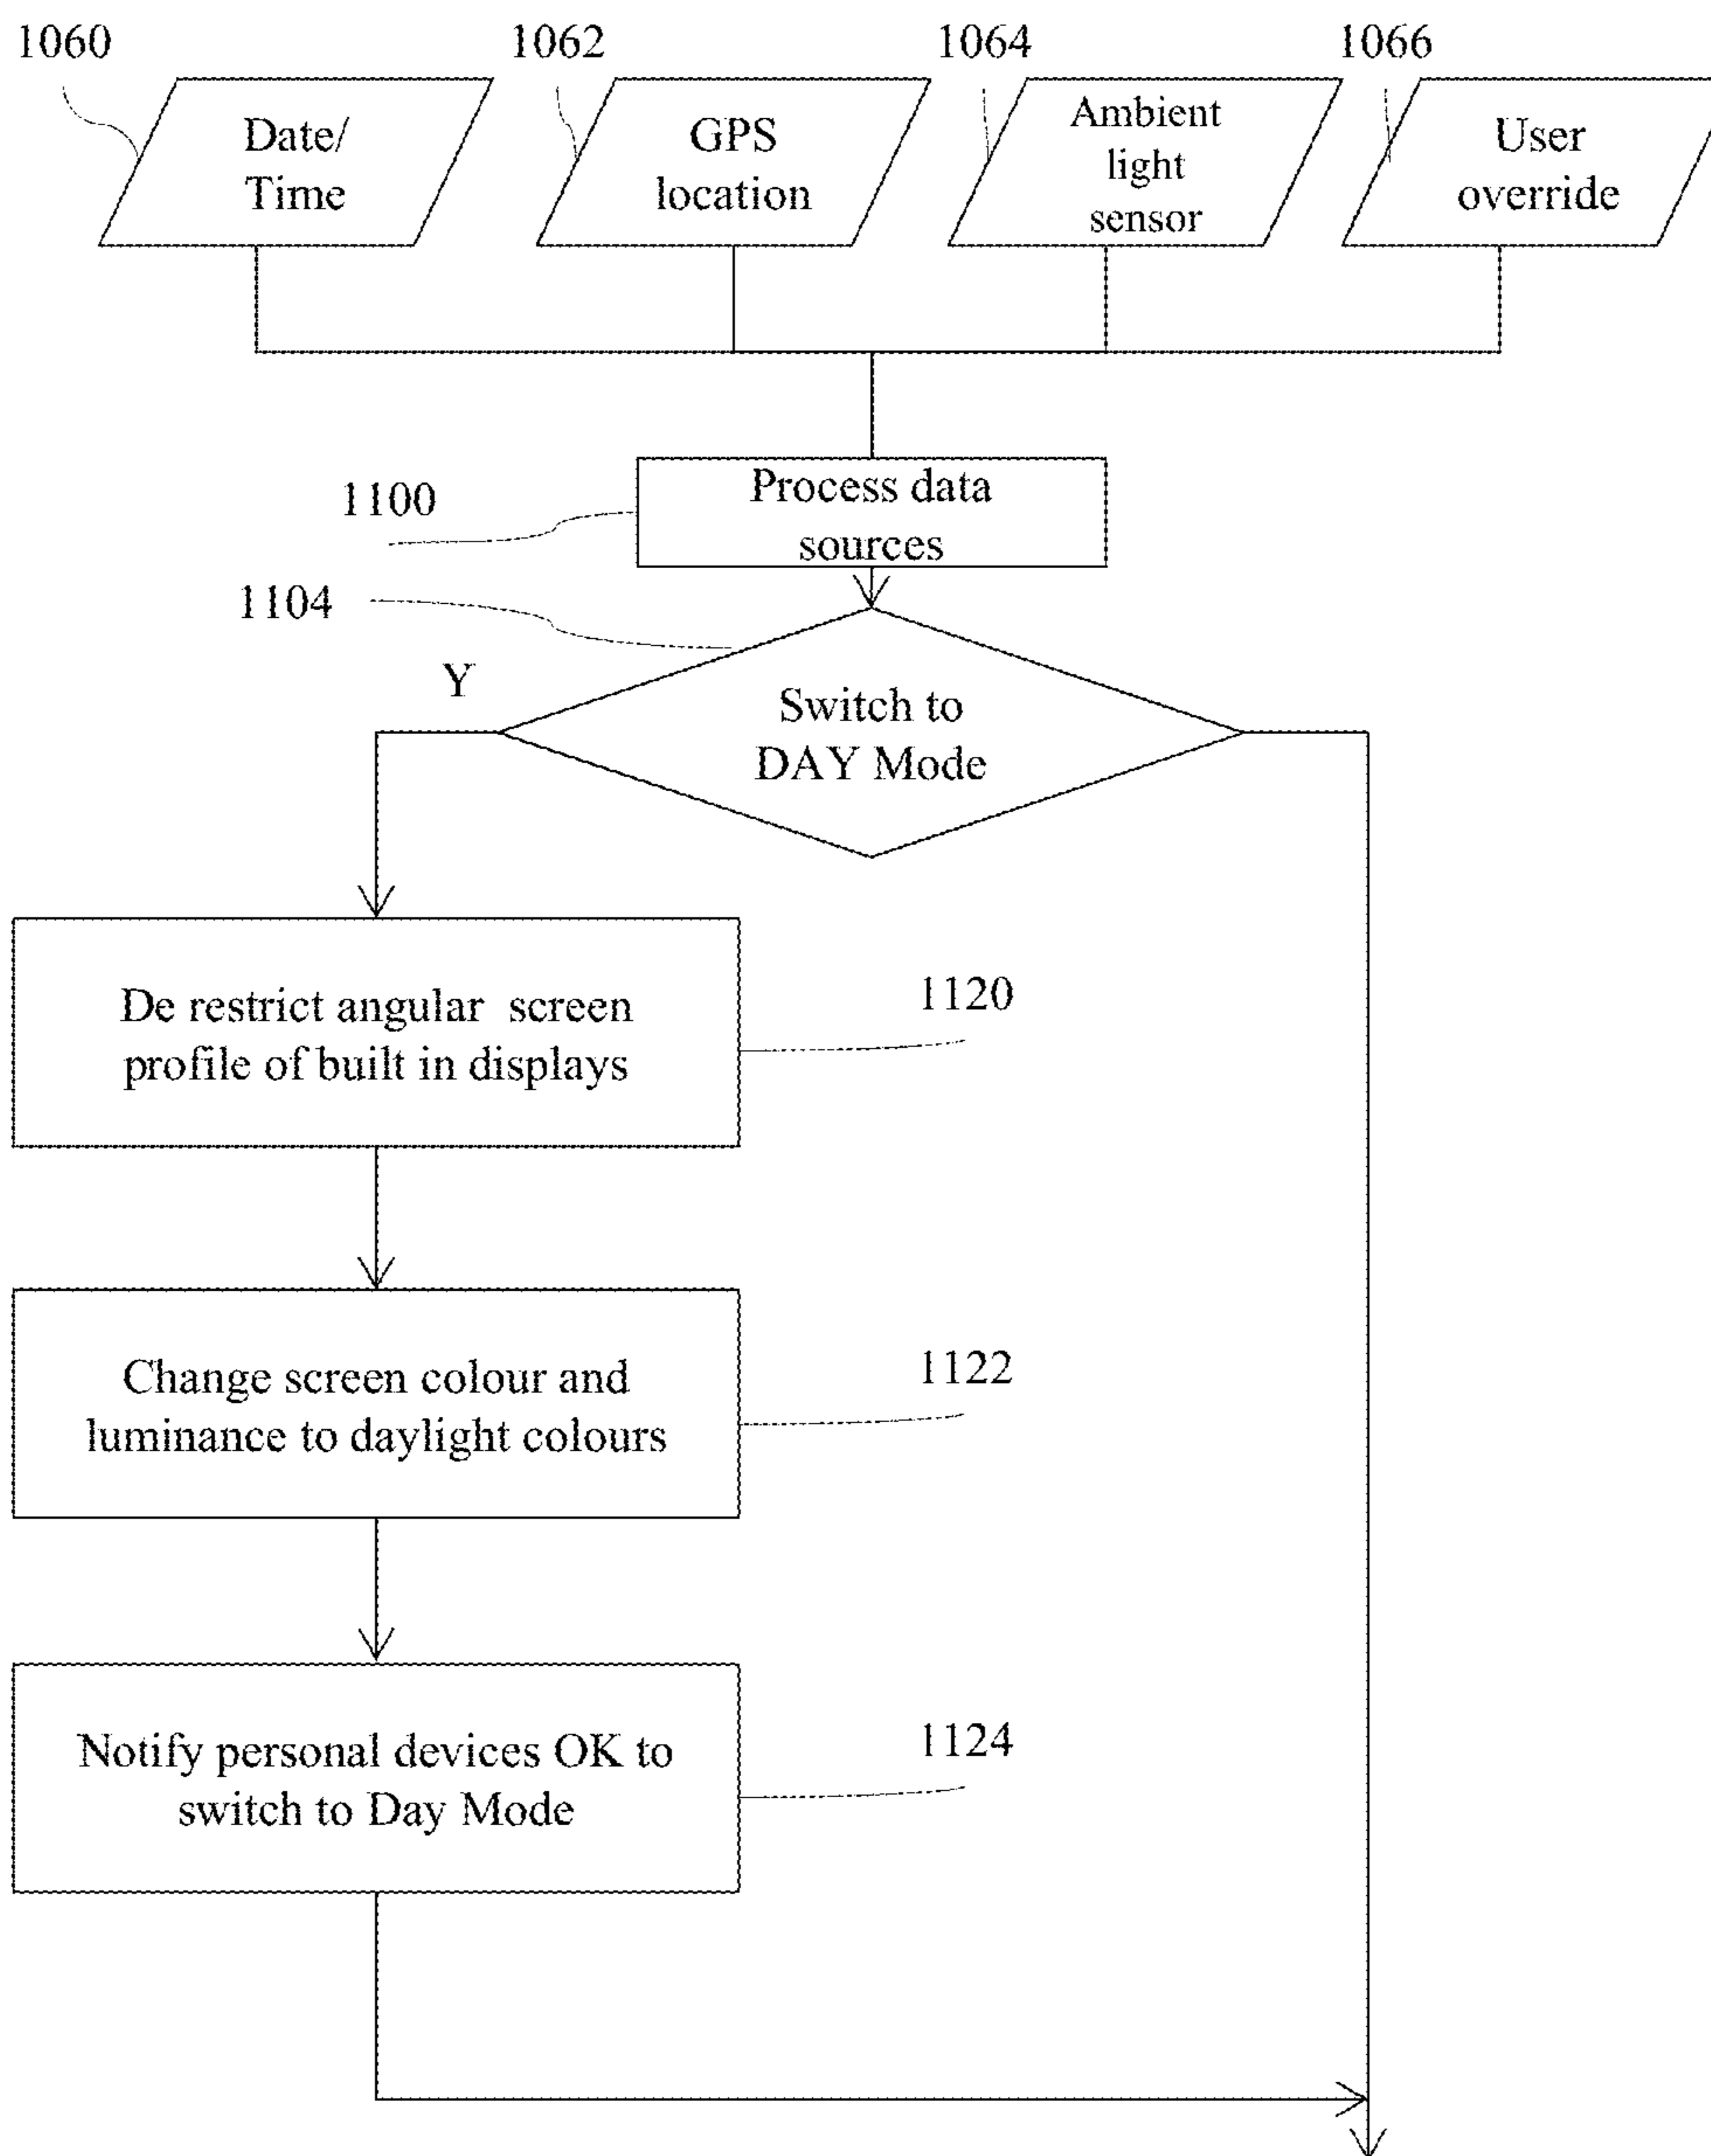 1060
1062
1064
1066
Date/
Time
GPS
location
Ambient
light
sensor
User
override
1100
Process data
sources
1104
Y
Switch to
DAY Mode
De restrict angular screen
profile of built in displays
1120
Change screen colour and
luminance to daylight colours
1122
Notify personal devices OK to
switch to Day Mode
1124